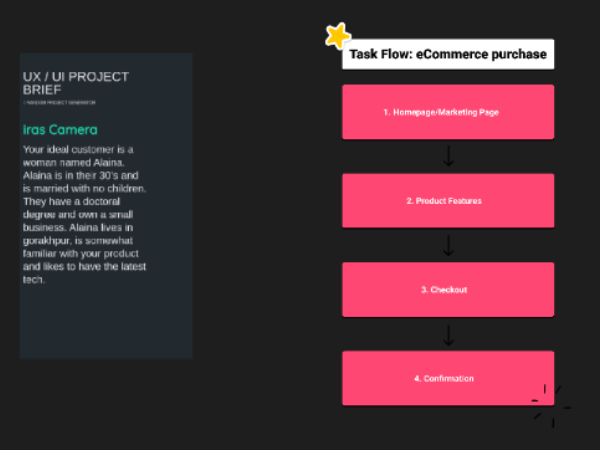 UX / UI PROJECT
BRIEF
Iras Camera
Your ideal customer is a
woman named Alaina.
Alaina is in their 30's and
is married with no children.
They have a doctoral
degree and own a small
business. Alaina lives in
gorakhpur, is somewhat
familiar with your product
and likes to have the latest
tech.
Task Flow: eCommerce purchase
1. Homepage/Marketing Page
2. Product Features
3. Checkout
4. Confirmation